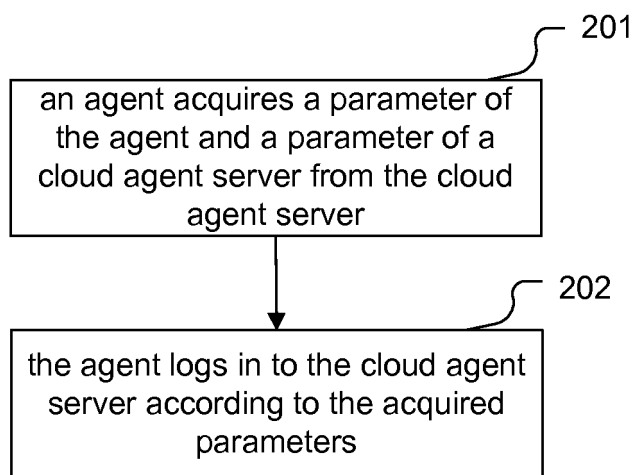 201
an agent acquires a parameter of
the agent and a parameter of a
cloud agent server from the cloud
agent server
202
the agent logs in to the cloud agent
server according to the acquired
parameters